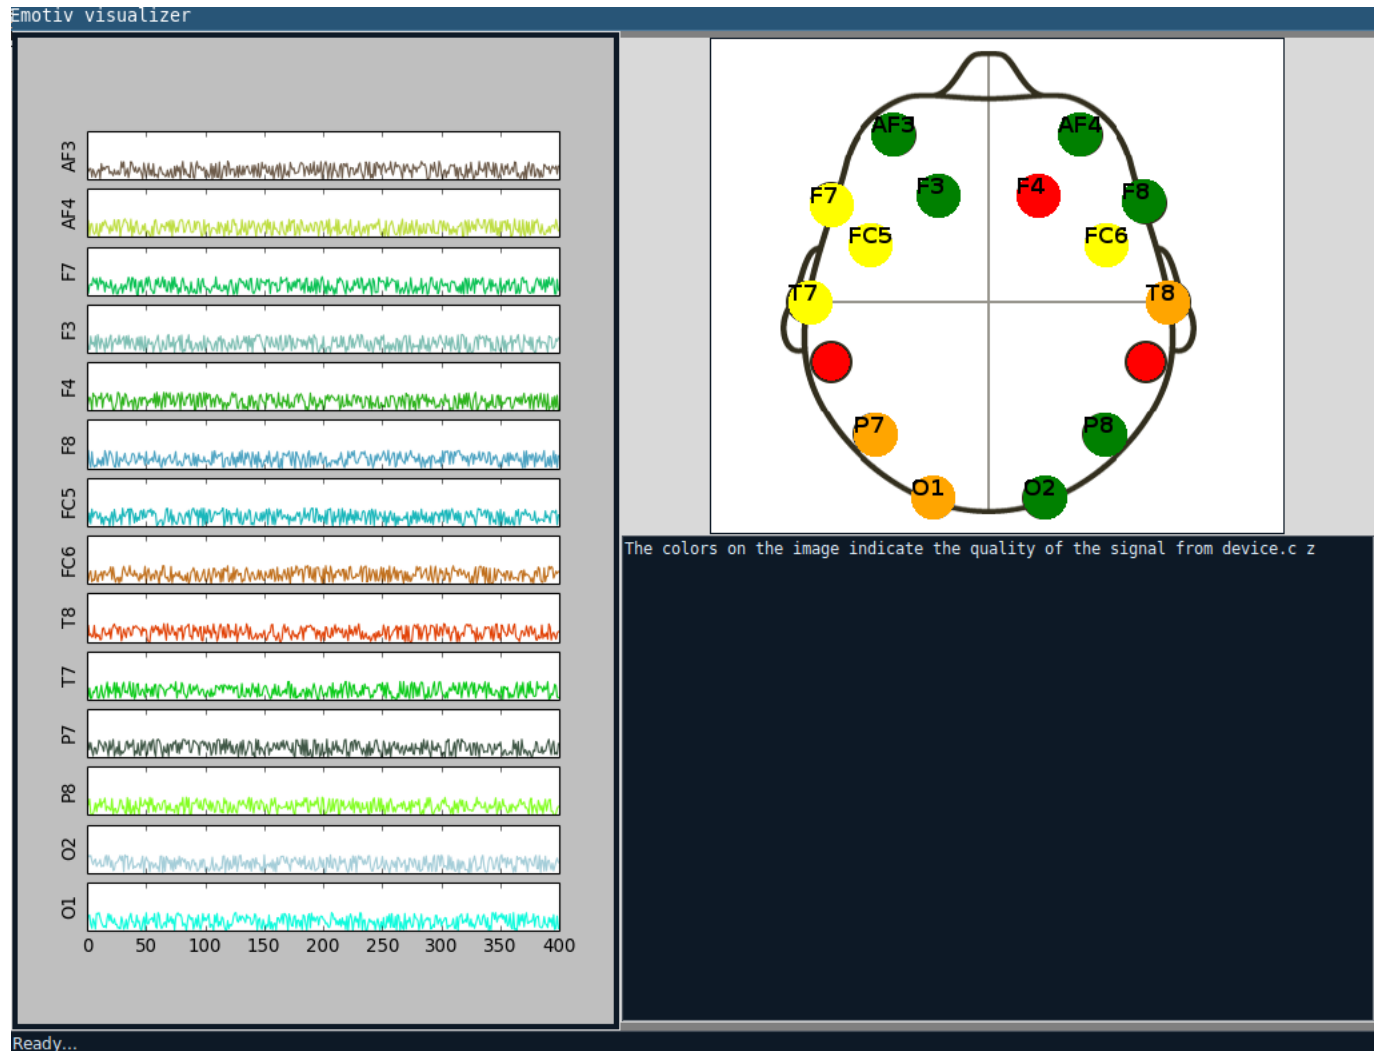 Emotiv visualizer
AF3
AF4
F7
F3
F4
F8
FC5
FC6
T8
T7
P7
P8
O2
O1
0 50 100 150 200 250 300 350 400
AF3 AF4
F7 F3 F4 F8
FC5 FC6
T7 T8
P7 P8
O1 O2
The colors on the image indicate the quality of the signal from device.c z
Ready...